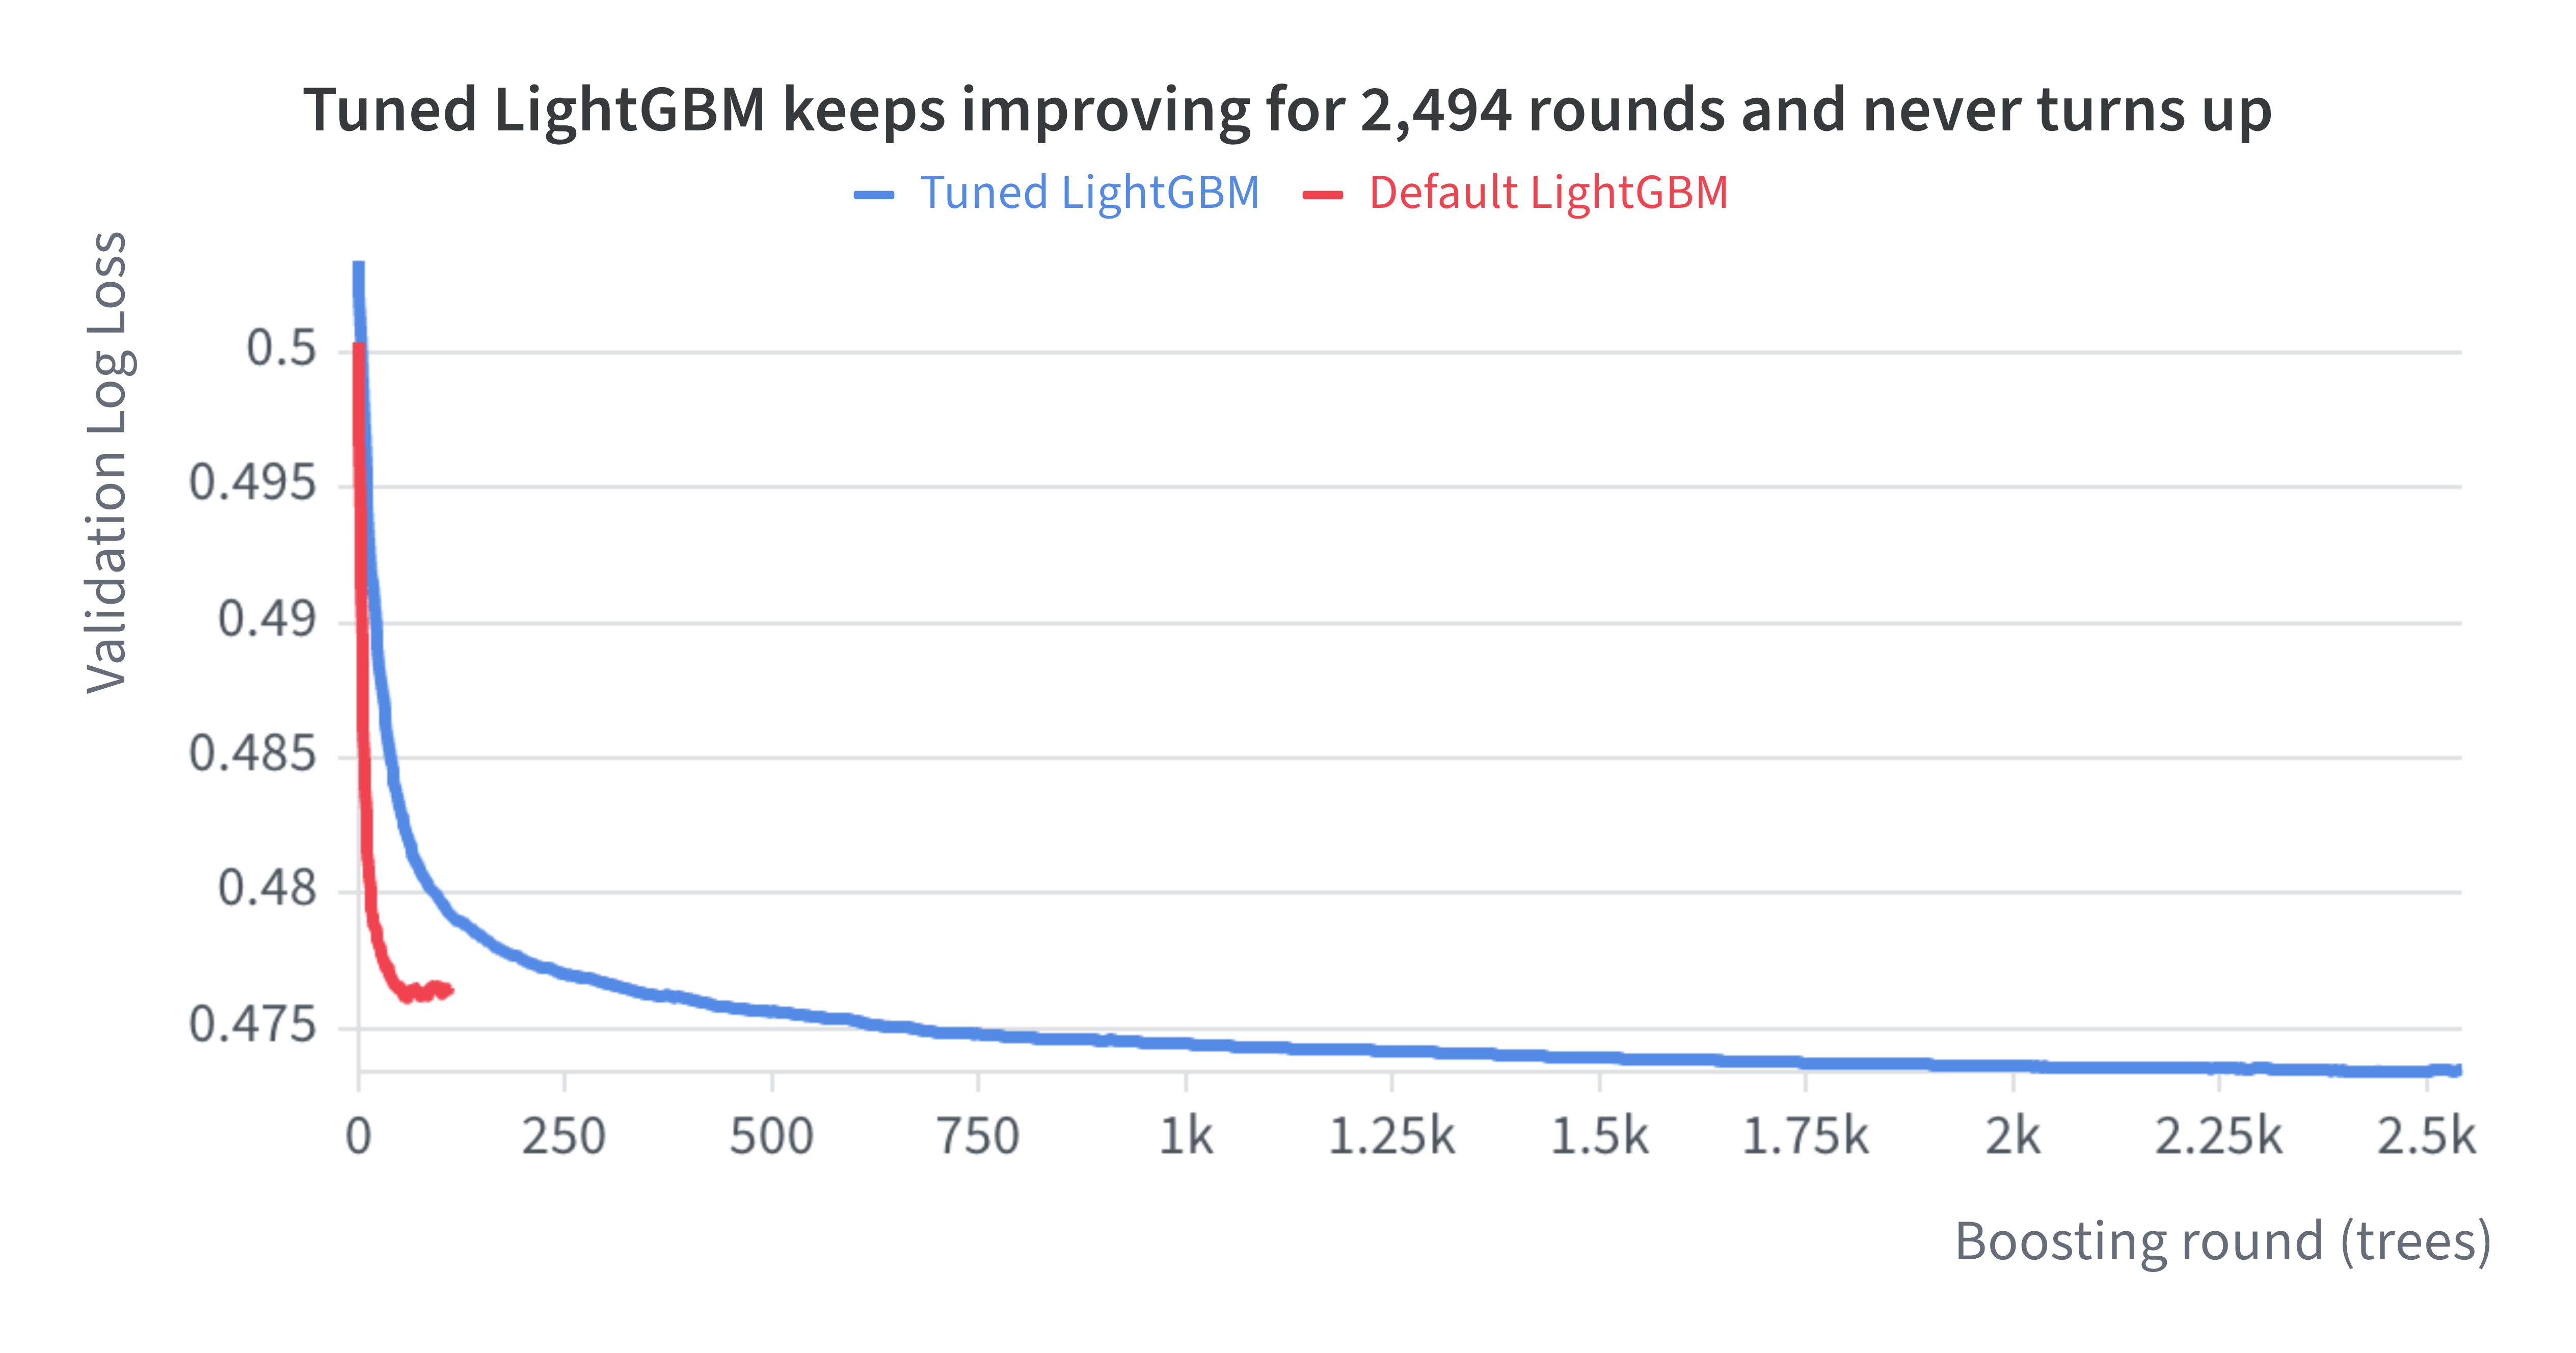 Tuned LightGBM keeps improving for 2,494 rounds and never turns up
Tuned LightGBM
Default LightGBM
Validation Log Loss
0.5
0.495
0.49
0.485
0.48
0.475
0 250 500 750 1k 1.25k 1.5k 1.75k 2k 2.25k 2.5k
Boosting round (trees)